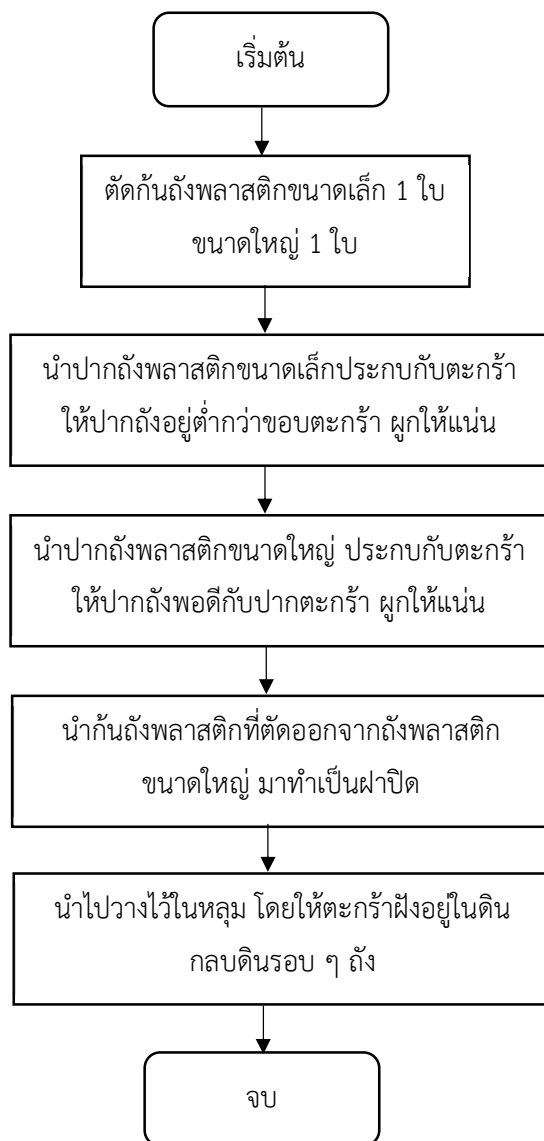 เริ่มต้น
ตัดก้นถังพลาสติกขนาดเล็ก 1 ใบ
ขนาดใหญ่ 1 ใบ
นำปากถังพลาสติกขนาดเล็กประกบกับตะกร้า
ให้ปากถังอยู่ต่ำกว่าขอบตะกร้า ผูกให้แน่น
นำปากถังพลาสติกขนาดใหญ่ ประกบกับตะกร้า
ให้ปากถังพอดีกับปากตะกร้า ผูกให้แน่น
นำก้นถังพลาสติกที่ตัดออกจากถังพลาสติก
ขนาดใหญ่ มาทำเป็นฝาปิด
นำไปวางไว้ในหลุม โดยให้ตะกร้าฝังอยู่ในดิน
กลบดินรอบ ๆ ถัง
จบ